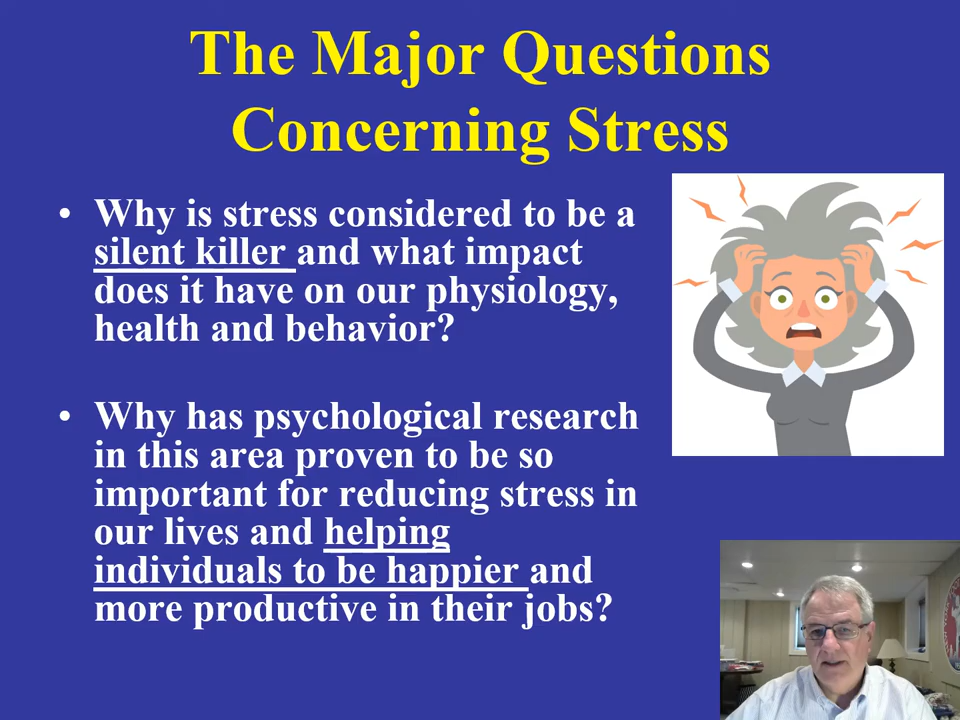 The Major Questions
Concerning Stress
• Why is stress considered to be a
silent killer and what impact
does it have on our physiology,
health and behavior?
• Why has psychological research
in this area proven to be so
important for reducing stress in
our lives and helping
individuals to be happier and
more productive in their jobs?